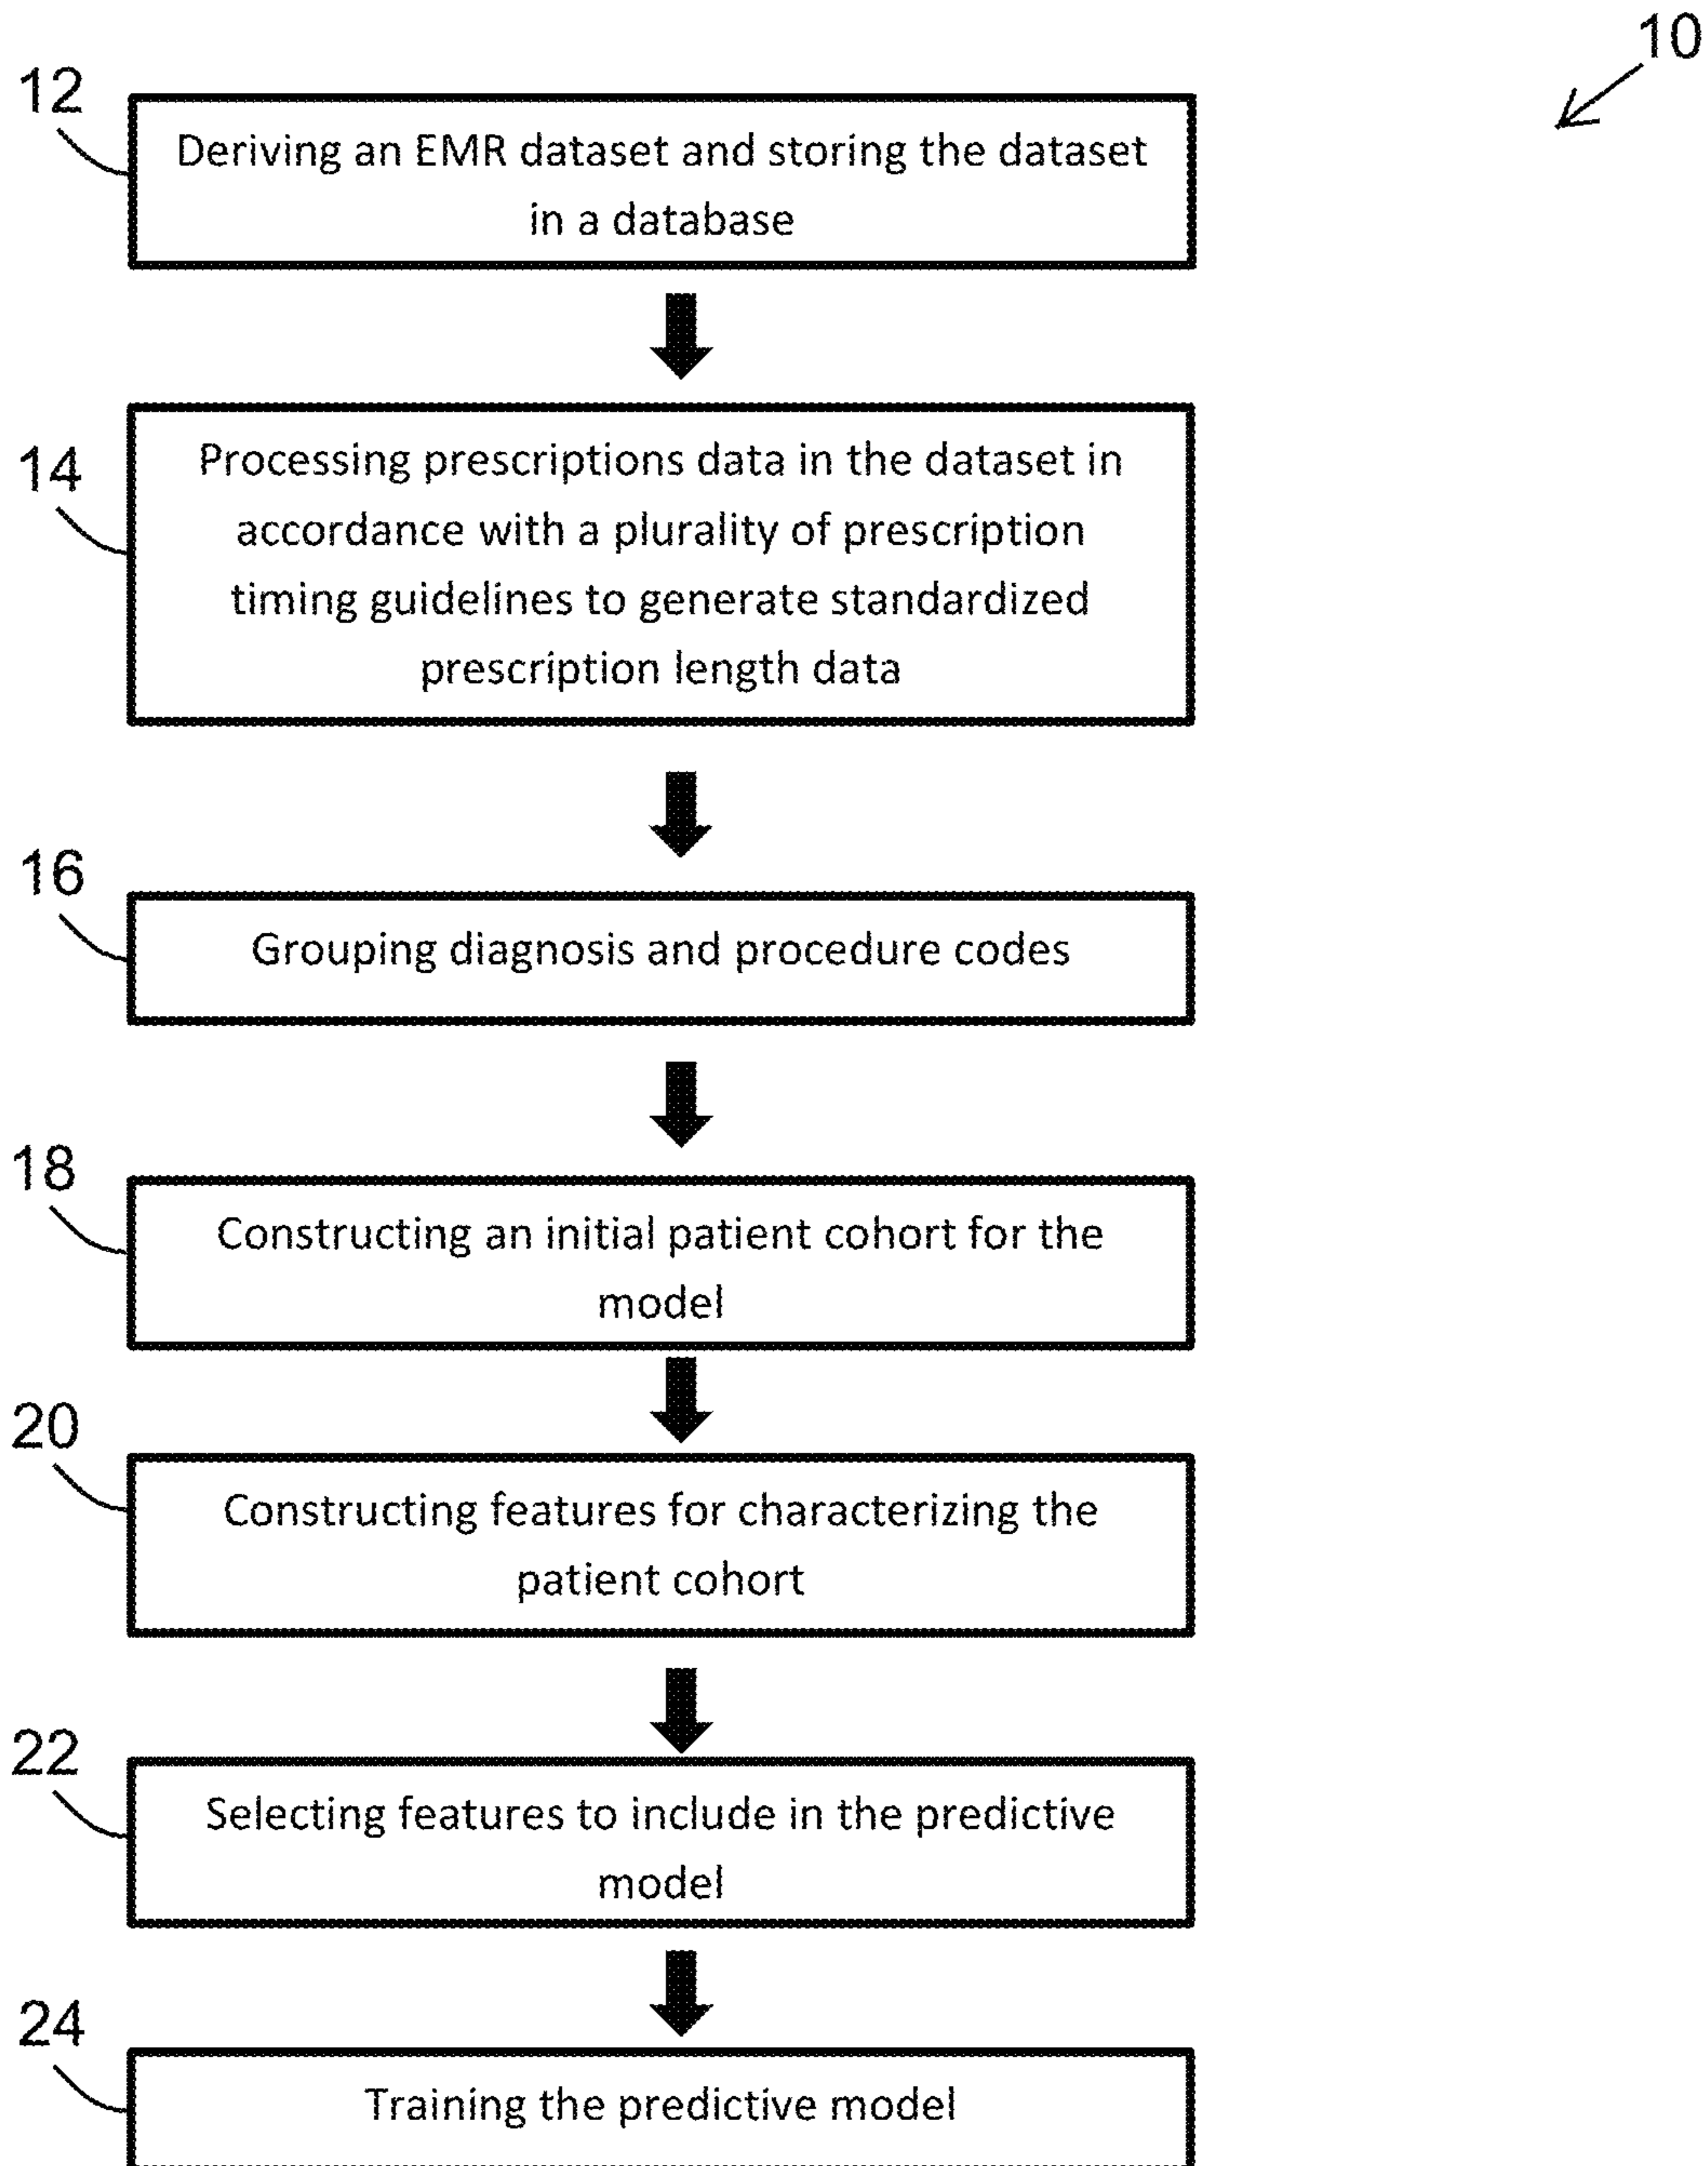 10
12
Deriving an EMR dataset and storing the dataset
in a database
14
Processing prescriptions data in the dataset in
accordance with a plurality of prescription
timing guidelines to generate standardized
prescription length data
16
Grouping diagnosis and procedure codes
18
Constructing an initial patient cohort for the
model
20
Constructing features for characterizing the
patient cohort
22
Selecting features to include in the predictive
model
24
Training the predictive model